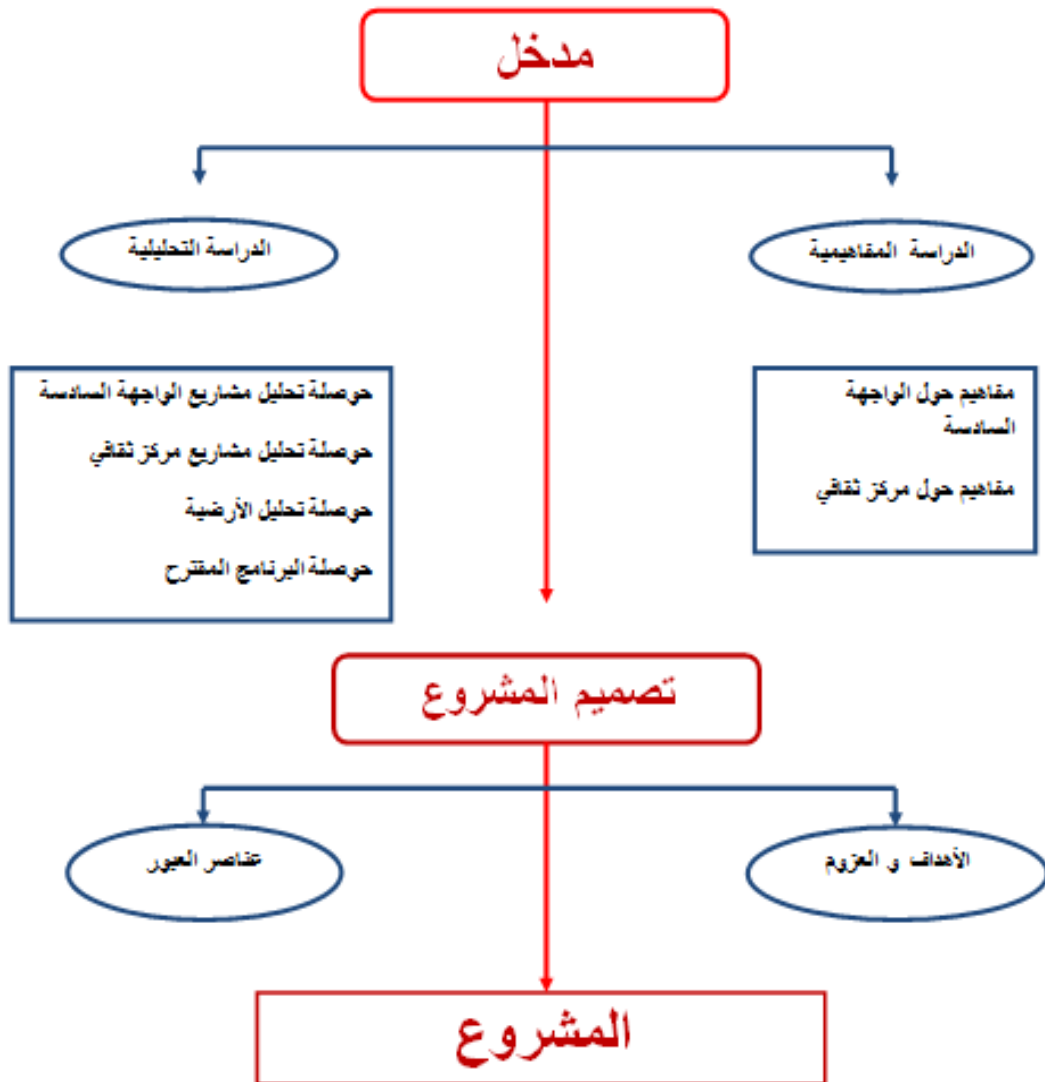 مدخل
الدراسة المفاهيمية
الدراسة التحليلية
مفاهيم حول الواجهة
السادسة
مفاهيم حول مركز ثقافي
حوصلة تحليل مشاريع الواجهة السادسة
حوصلة تحليل مشاريع مركز ثقافي
حوصلة تحليل الأرضية
حوصلة البرنامج المقترح
تصميم المشروع
الأهداف و العزوم
عناصر العبور
المشروع